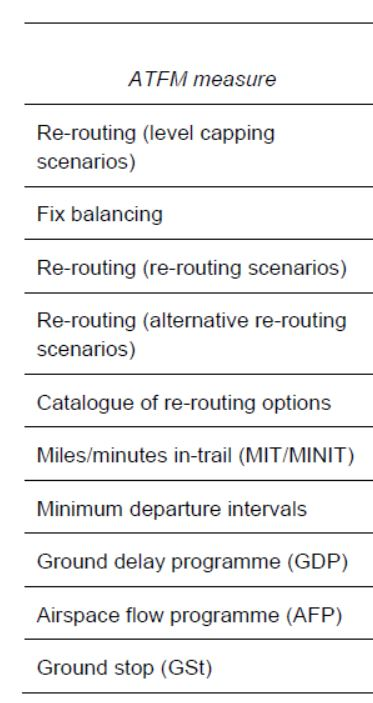 ATFM measure
Re-routing (level capping
scenarios)
Fix balancing
Re-routing (re-routing scenarios)
Re-routing (alternative re-routing
scenarios)
Catalogue of re-routing options
Miles/minutes in-trail (MIT/MINIT)
Minimum departure intervals
Ground delay programme (GDP)
Airspace flow programme (AFP)
Ground stop (GSt)